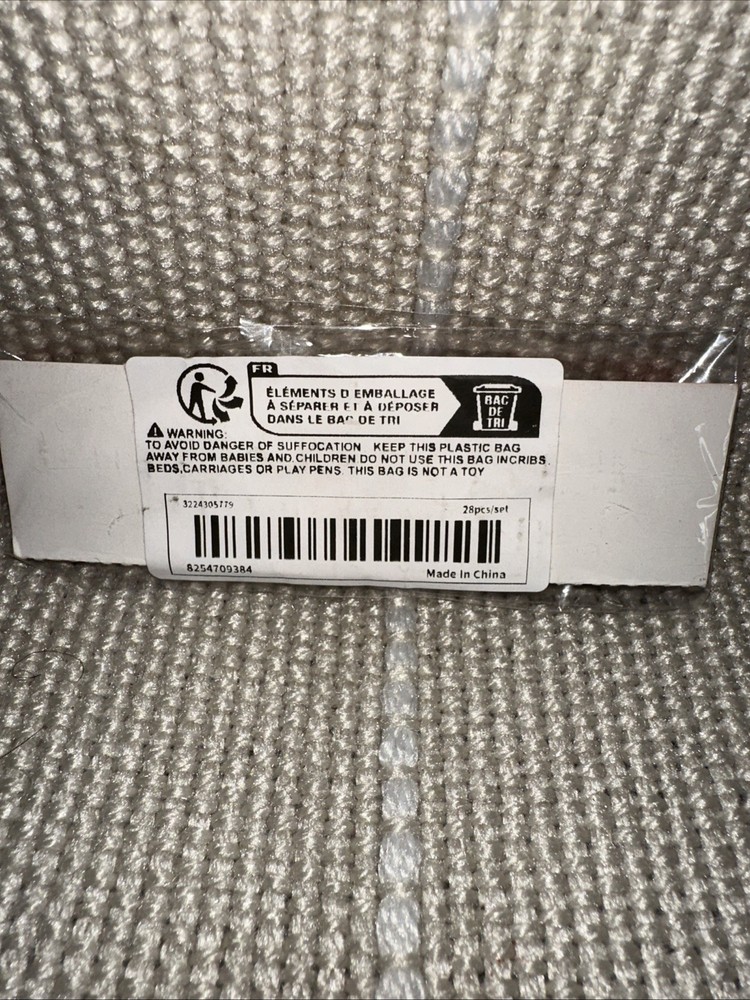 FR
ÉLÉMENTS D EMBALLAGE
À SÉPARER ET À DÉPOSER
DANS LE BAC DE TRI
BAC
DE
TRI
WARNING:
TO AVOID DANGER OF SUFFOCATION KEEP THIS PLASTIC BAG
AWAY FROM BABIES AND.CHILDREN DO NOT USE THIS BAG INCRIBS.
BEDS,CARRIAGES OR PLAY PENS. THIS BAG IS NOT A TOY
3224305779
28pcs/set
8254709384
Made In China